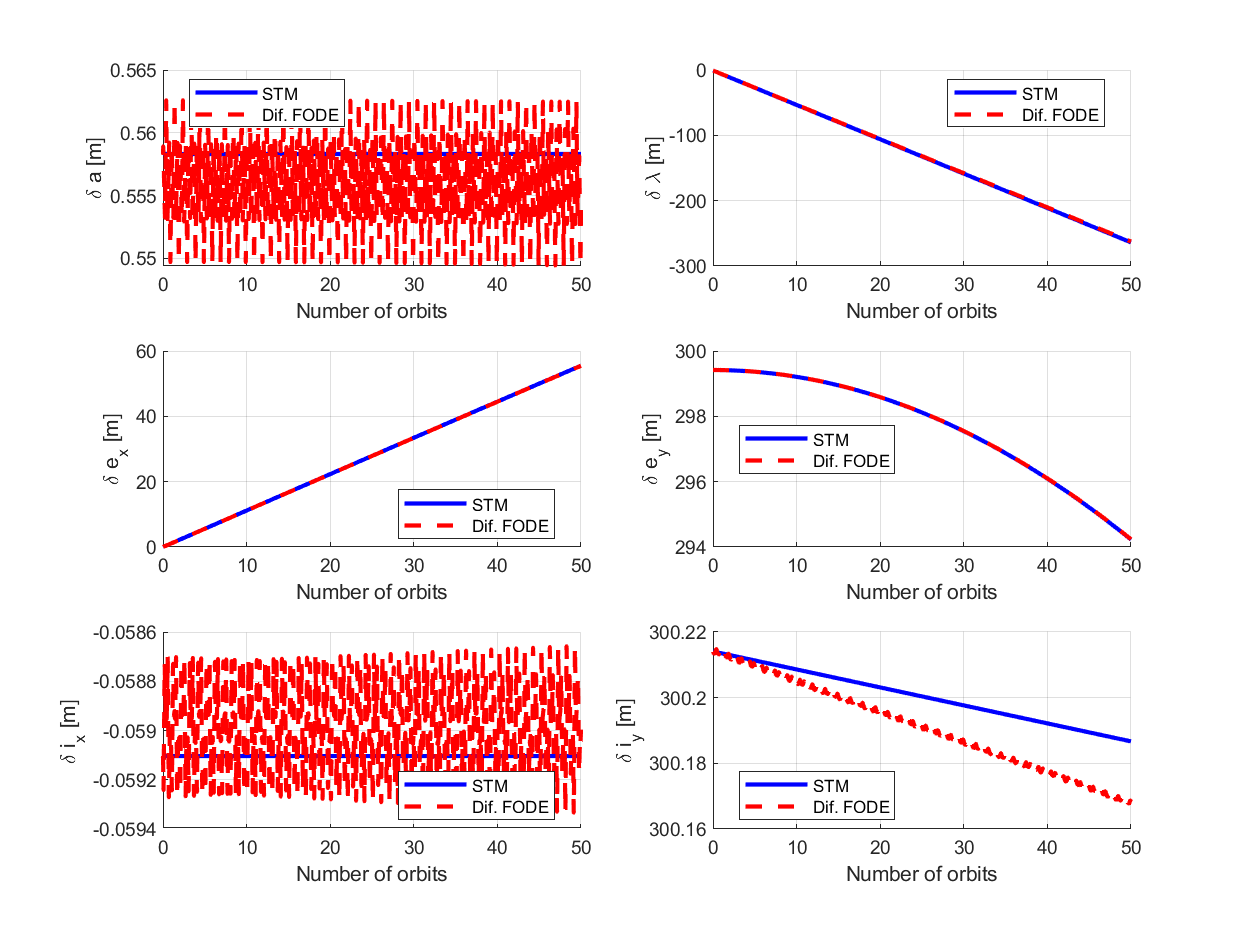 0.565
0.56
0.555
0.55
δ a [m]
STM
Dif. FODE
0 10 20 30 40 50
Number of orbits
0
-100
-200
-300
δ λ [m]
STM
Dif. FODE
0 10 20 30 40 50
Number of orbits
60
40
20
0
δ e_x [m]
STM
Dif. FODE
0 10 20 30 40 50
Number of orbits
300
298
296
294
δ e_y [m]
STM
Dif. FODE
0 10 20 30 40 50
Number of orbits
-0.0586
-0.0588
-0.059
-0.0592
-0.0594
δ i_x [m]
STM
Dif. FODE
0 10 20 30 40 50
Number of orbits
300.22
300.2
300.18
300.16
δ i_y [m]
STM
Dif. FODE
0 10 20 30 40 50
Number of orbits